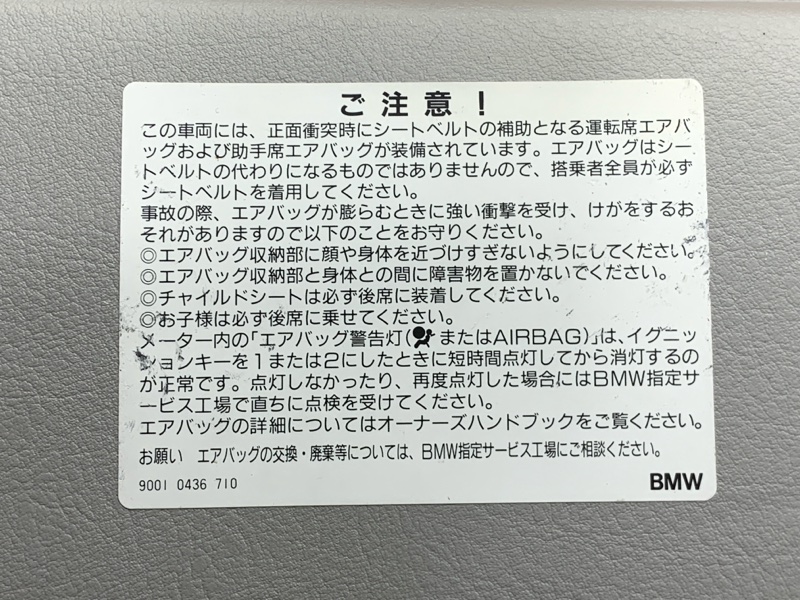 ご注意！
この車両には、正面衝突時にシートベルトの補助となる運転席エアバ
ッグおよび助手席エアバッグが装備されています。エアバッグはシー
トベルトの代わりになるものではありませんので、搭乗者全員が必ず
シートベルトを着用してください。
事故の際、エアバッグが膨らむときに強い衝撃を受け、けがをするお
それがありますので以下のことをお守りください。
◎エアバッグ収納部に顔や身体を近づけすぎないようにしてください。
◎エアバッグ収納部と身体との間に障害物を置かないでください。
◎チャイルドシートは必ず後席に装着してください。
◎お子様は必ず後席に乗せてください。
メーター内の「エアバッグ警告灯(またはAIRBAG)」は、イグニッ
ションキーを1または2にしたときに短時間点灯してから消灯するの
が正常です。点灯しなかったり、再度点灯した場合にはBMW指定サ
ービス工場で直ちに点検を受けてください。
エアバッグの詳細についてはオーナーズハンドブックをご覧ください。
お願い　エアバッグの交換・廃棄等については、BMW指定サービス工場にご相談ください。
9001 0436 710
BMW